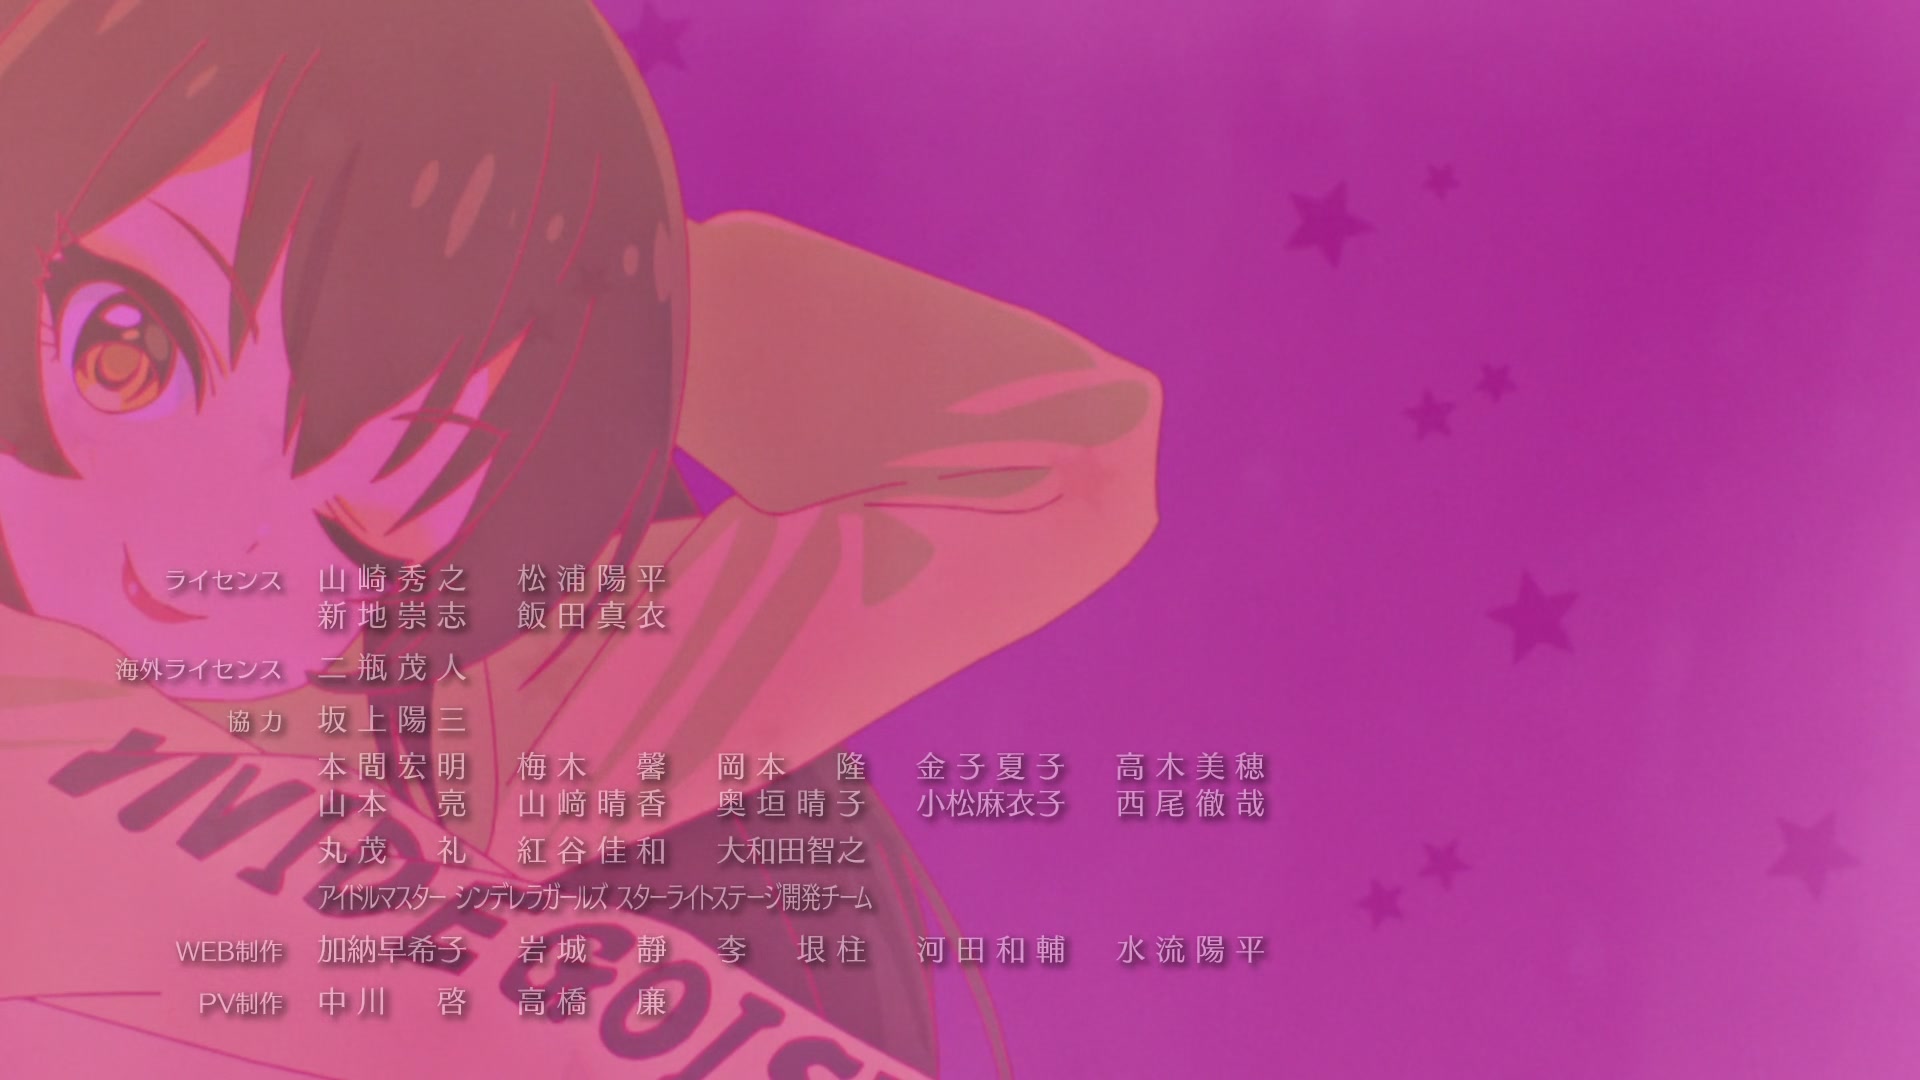 ライセンス 山崎秀之 松浦陽平
新地崇志 飯田真衣
海外ライセンス 二瓶茂人
協力 坂上陽三
本間宏明 梅木馨 岡本隆 金子夏子 高木美穂
山本亮 山﨑晴香 奥垣晴子 小松麻衣子 西尾徹哉
丸茂礼 紅谷佳和 大和田智之
アイドルマスター シンデレラガールズ スターライトステージ開発チーム
WEB制作 加納早希子 岩城靜 李垠柱 河田和輔 水流陽平
PV制作 中川啓 高橋廉
VIVIDEGOIS